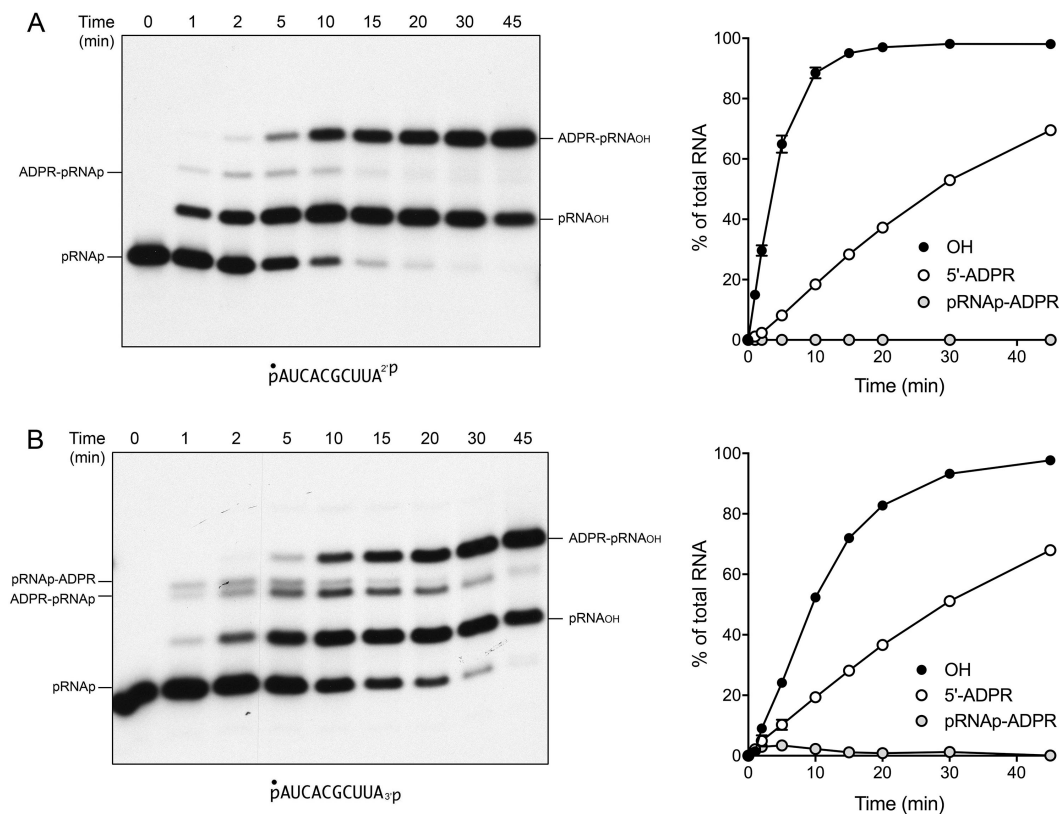 A
Time (min) 0 1 2 5 10 15 20 30 45
ADPR-pRNAOH
ADPR-pRNAp
pRNAOH
pRNAp
pAUCACGCUUA2'p
100
80
60
40
20
0
% of total RNA
OH
5'-ADPR
pRNAp-ADPR
0 10 20 30 40
Time (min)
B
Time (min) 0 1 2 5 10 15 20 30 45
ADPR-pRNAOH
pRNAp-ADPR
ADPR-pRNAp
pRNAOH
pRNAp
pAUCACGCUUA3'p
100
80
60
40
20
0
% of total RNA
OH
5'-ADPR
pRNAp-ADPR
0 10 20 30 40
Time (min)